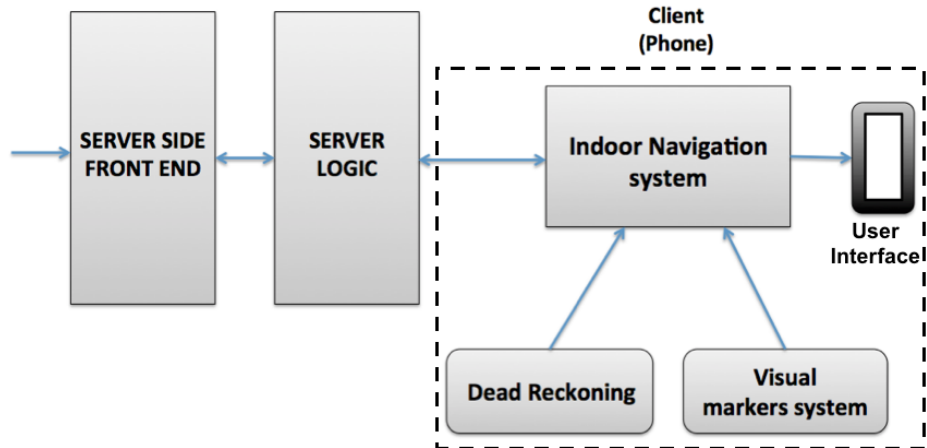 Client
(Phone)
SERVER SIDE
FRONT END
SERVER
LOGIC
Indoor Navigation
system
User
Interface
Dead Reckoning
Visual
markers system